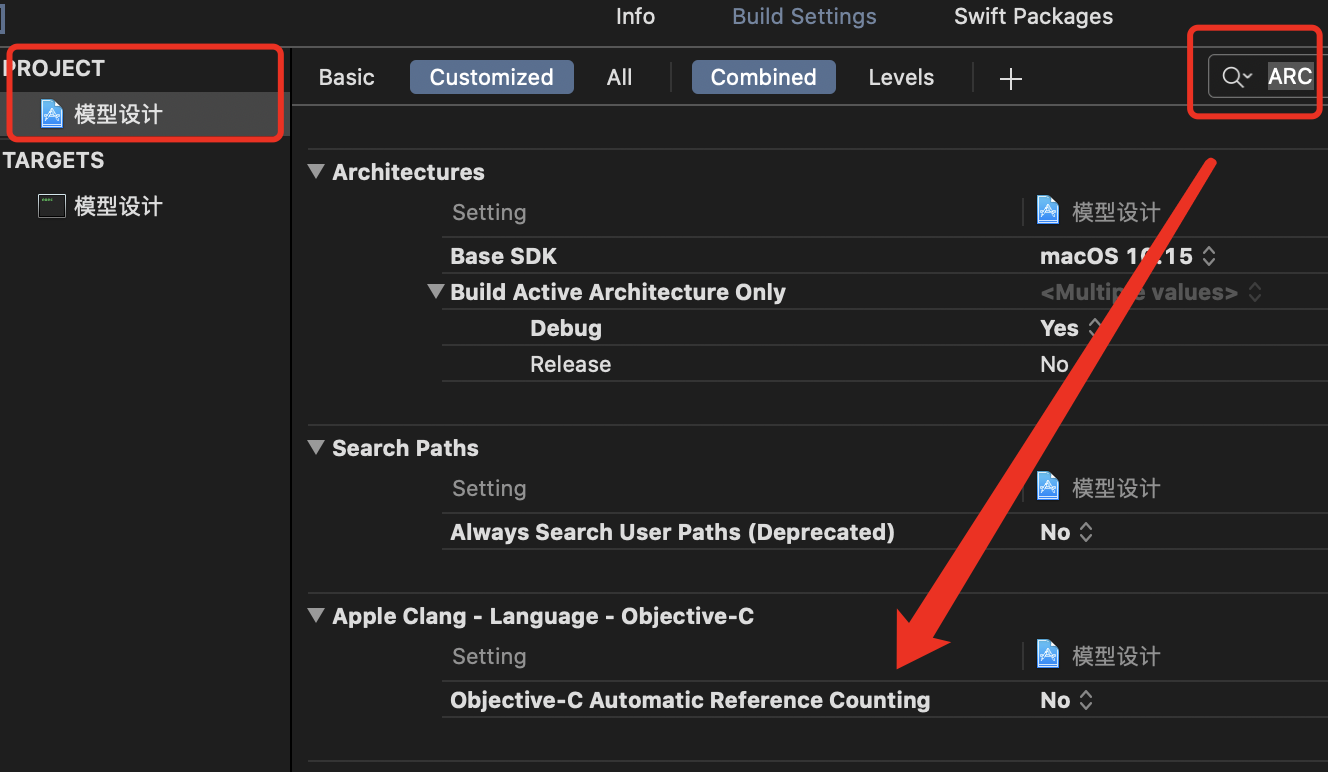 Info Build Settings Swift Packages
PROJECT
模型设计
TARGETS
模型设计
Basic Customized All Combined Levels + ARC
Architectures
Setting 模型设计
Base SDK macOS 10.15
Build Active Architecture Only <Multiple values>
Debug Yes
Release No
Search Paths
Setting 模型设计
Always Search User Paths (Deprecated) No
Apple Clang - Language - Objective-C
Setting 模型设计
Objective-C Automatic Reference Counting No